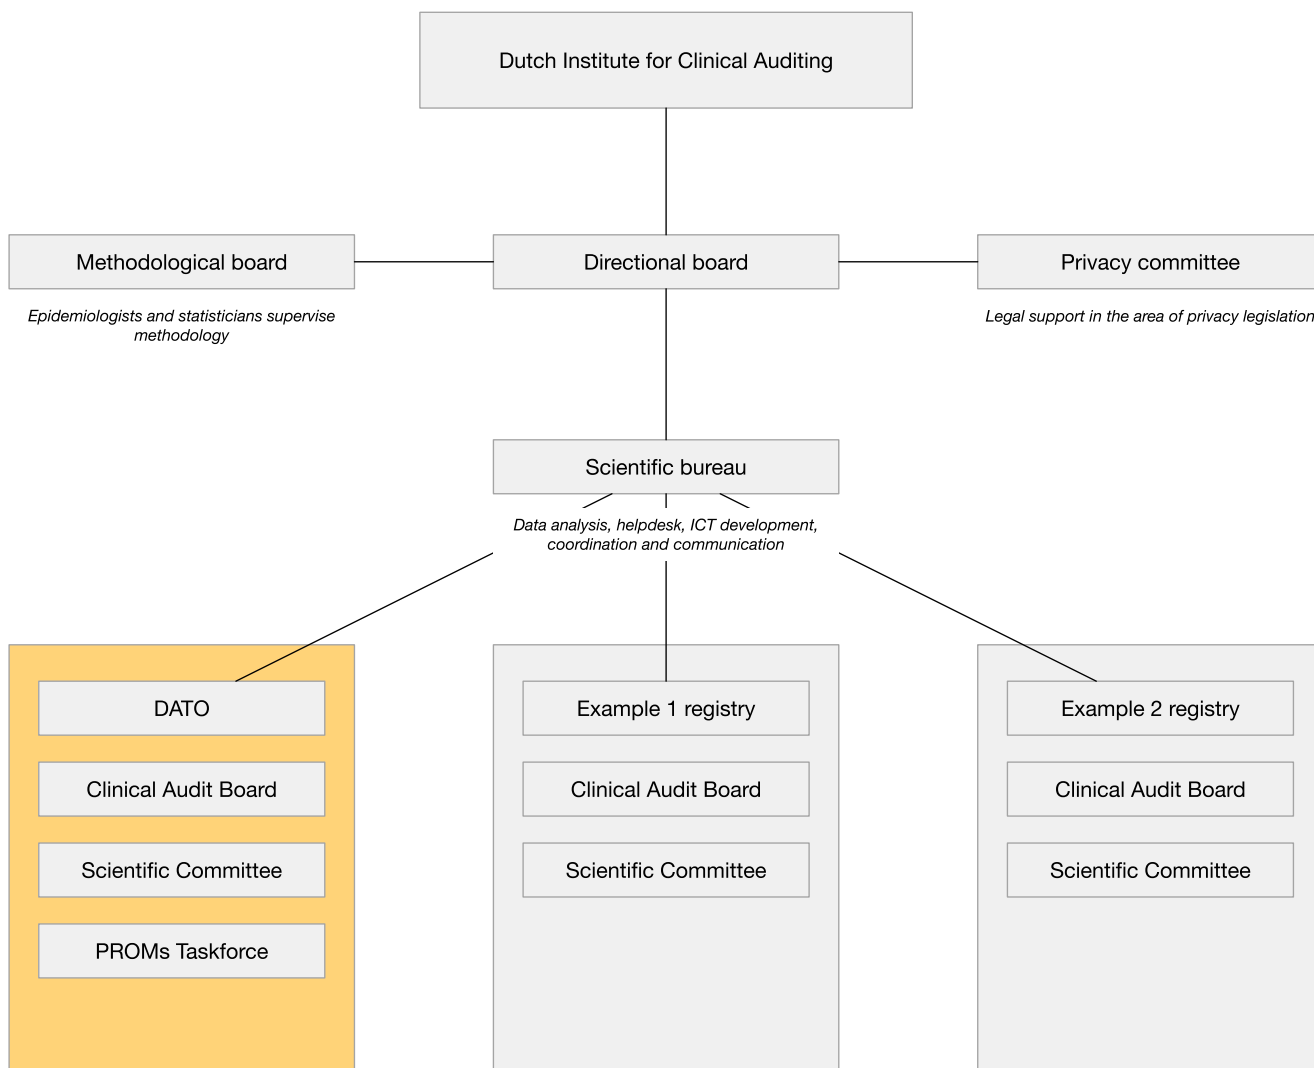 Dutch Institute for Clinical Auditing
Methodological board
Directional board
Privacy committee
Epidemiologists and statisticians supervise
methodology
Legal support in the area of privacy legislation
Scientific bureau
Data analysis, helpdesk, ICT development,
coordination and communication
DATO
Example 1 registry
Example 2 registry
Clinical Audit Board
Clinical Audit Board
Clinical Audit Board
Scientific Committee
Scientific Committee
Scientific Committee
PROMs Taskforce